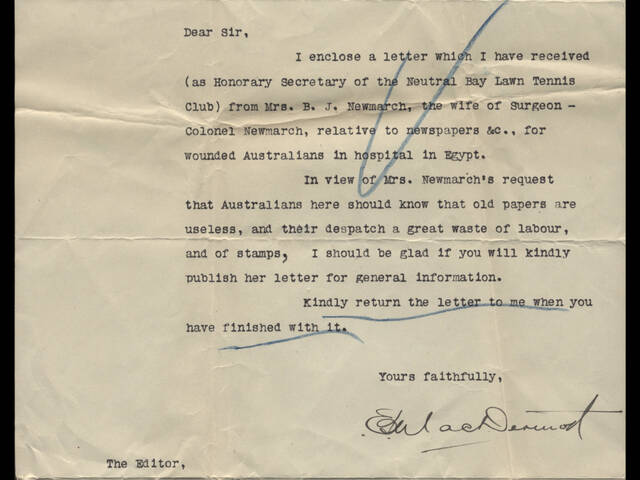 Dear Sir,
I enclose a letter which I have received
(as Honorary Secretary of the Neutral Bay Lawn Tennis
Club) from Mrs. B. J. Newmarch, the wife of Surgeon -
Colonel Newmarch, relative to newspapers &c., for
wounded Australians in hospital in Egypt.
In view of Mrs. Newmarch's request
that Australians here should know that old papers are
useless, and their despatch a great waste of labour,
and of stamps, I should be glad if you will kindly
publish her letter for general information.
Kindly return the letter to me when you
have finished with it.
Yours faithfully,
MacDermott
The Editor,